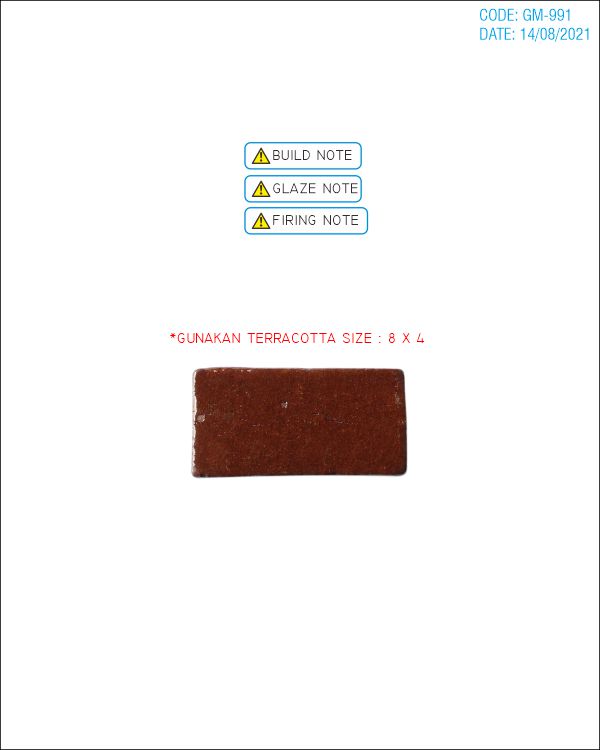 CODE: GM-991
DATE: 14/08/2021
BUILD NOTE
GLAZE NOTE
FIRING NOTE
*GUNAKAN TERRACOTTA SIZE : 8 X 4